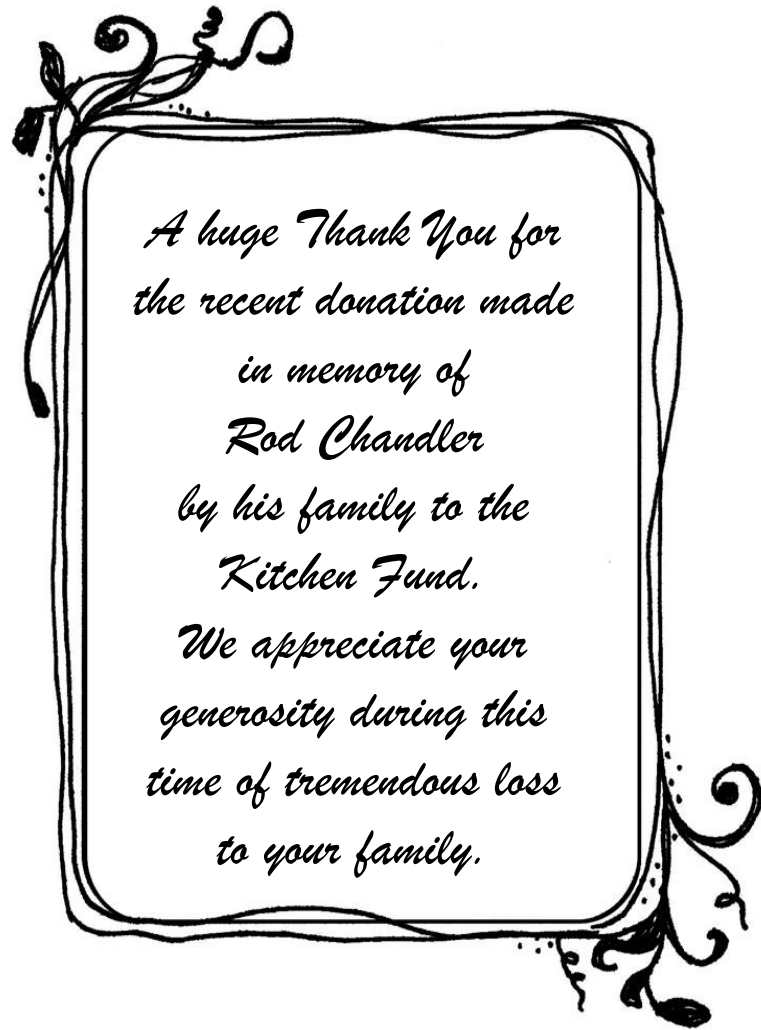 A huge Thank You for
the recent donation made
in memory of
Rod Chandler
by his family to the
Kitchen Fund.
We appreciate your
generosity during this
time of tremendous loss
to your family.